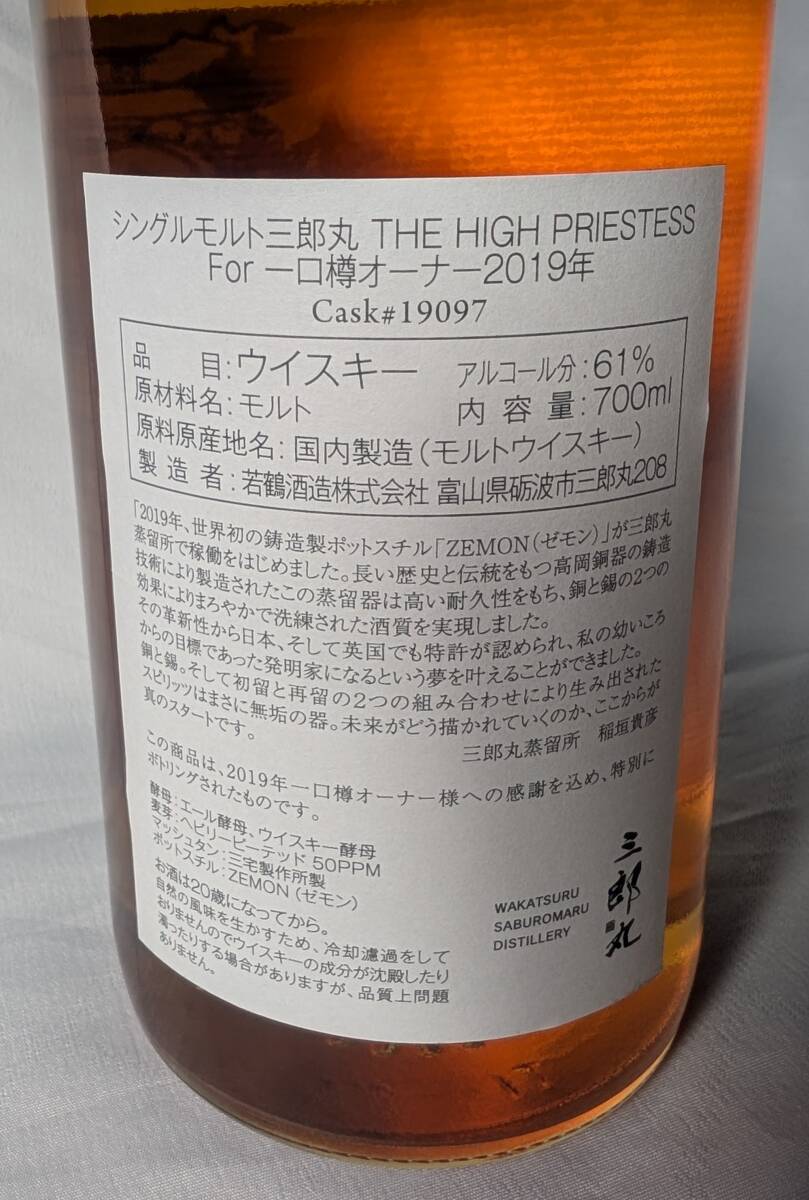 シングルモルト三郎丸 THE HIGH PRIESTESS
For 一口樽オーナー2019年
Cask#19097
品　　目：ウイスキー　アルコール分：61%
原材料名：モルト　内 容 量：700ml
原料原産地名：国内製造（モルトウイスキー）
製 造 者：若鶴酒造株式会社 富山県砺波市三郎丸208
「2019年、世界初の鋳造製ポットスチル「ZEMON（ゼモン）」が三郎丸
蒸留所で稼働をはじめました。長い歴史と伝統をもつ高岡銅器の鋳造
技術により製造されたこの蒸留器は高い耐久性をもち、銅と錫の2つの
効果によりまろやかで洗練された酒質を実現しました。
その革新性から日本、そして英国でも特許が認められ、私の幼いころ
からの目標であった発明家になるという夢を叶えることができました。
銅と錫。そして初留と再留の2つの組み合わせにより生み出された
スピリッツはまさに無垢の器。未来がどう描かれていくのか、ここからが
真のスタートです。
三郎丸蒸留所　稲垣貴彦
この商品は、2019年一口樽オーナー様への感謝を込め、特別に
ボトリングされたものです。
酵母：エール酵母、ウイスキー酵母
麦芽：ヘビリーピーテッド 50PPM
マッシュタン：三宅製作所製
ポットスチル：ZEMON（ゼモン）
お酒は20歳になってから。
自然の風味を生かすため、冷却濾過をして
おりませんのでウイスキーの成分が沈殿したり
濁ったりする場合がありますが、品質上問題
ありません。
WAKATSURU
SABUROMARU
DISTILLERY
三郎丸